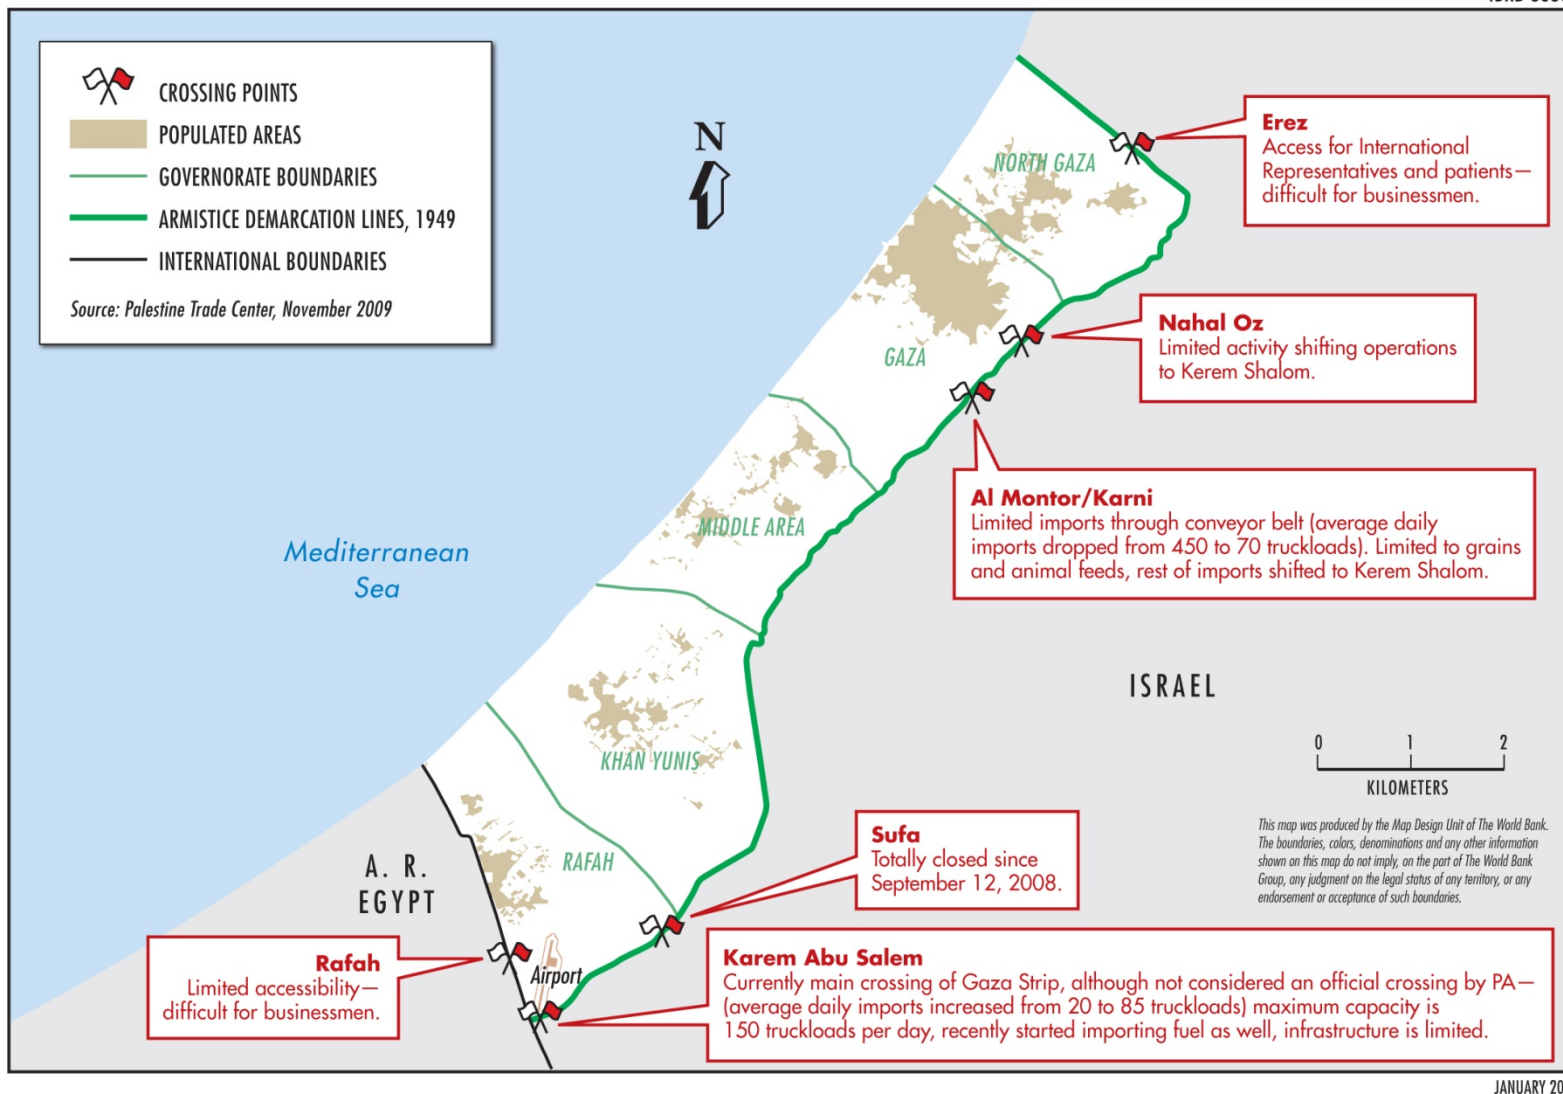 CROSSING POINTS
POPULATED AREAS
GOVERNORATE BOUNDARIES
ARMISTICE DEMARCATION LINES, 1949
INTERNATIONAL BOUNDARIES
Source: Palestine Trade Center, November 2009
N
NORTH GAZA
Erez
Access for International
Representatives and patients—
difficult for businessmen.
Nahal Oz
Limited activity shifting operations
to Kerem Shalom.
GAZA
Al Montor/Karni
Limited imports through conveyor belt (average daily
imports dropped from 450 to 70 truckloads). Limited to grains
and animal feeds, rest of imports shifted to Kerem Shalom.
MIDDLE AREA
Mediterranean
Sea
ISRAEL
KHAN YUNIS
0 1 2
KILOMETERS
This map was produced by the Map Design Unit of The World Bank.
The boundaries, colors, denominations and any other information
shown on this map do not imply, on the part of The World Bank
Group, any judgment on the legal status of any territory, or any
endorsement or acceptance of such boundaries.
Sufa
Totally closed since
September 12, 2008.
RAFAH
A. R.
EGYPT
Rafah
Limited accessibility—
difficult for businessmen.
Airport
Karem Abu Salem
Currently main crossing of Gaza Strip, although not considered an official crossing by PA—
(average daily imports increased from 20 to 85 truckloads) maximum capacity is
150 truckloads per day, recently started importing fuel as well, infrastructure is limited.
JANUARY 20